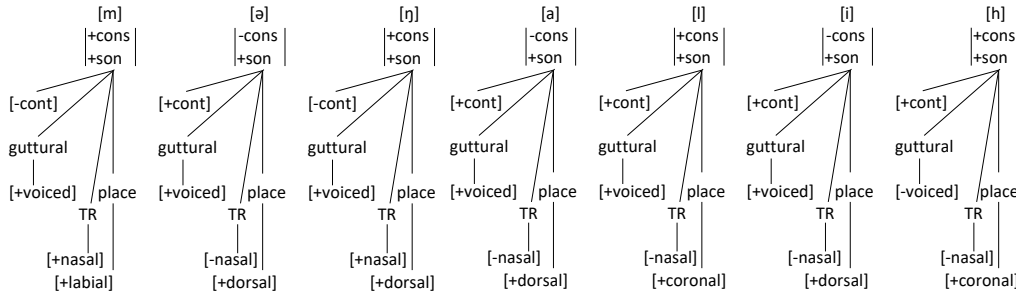 [m] [ə] [ŋ] [a] [l] [i] [h]
+cons -cons +cons -cons +cons -cons +cons
+son +son +son +son +son +son +son
[-cont] [+cont] [-cont] [+cont] [+cont] [+cont] [+cont]
guttural guttural guttural guttural guttural guttural guttural
[+voiced] place [+voiced] place [+voiced] place [+voiced] place [+voiced] place [+voiced] place [-voiced] place
TR TR TR TR TR TR TR
[+nasal] [-nasal] [+nasal] [-nasal] [-nasal] [-nasal] [-nasal]
[+labial] [+dorsal] [+dorsal] [+dorsal] [+coronal] [+dorsal] [+coronal]